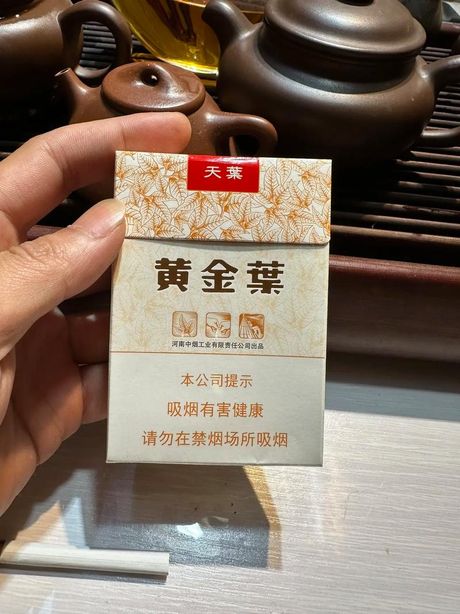 天葉
黄金葉
河南中烟工业有限责任公司出品
本公司提示
吸烟有害健康
请勿在禁烟场所吸烟